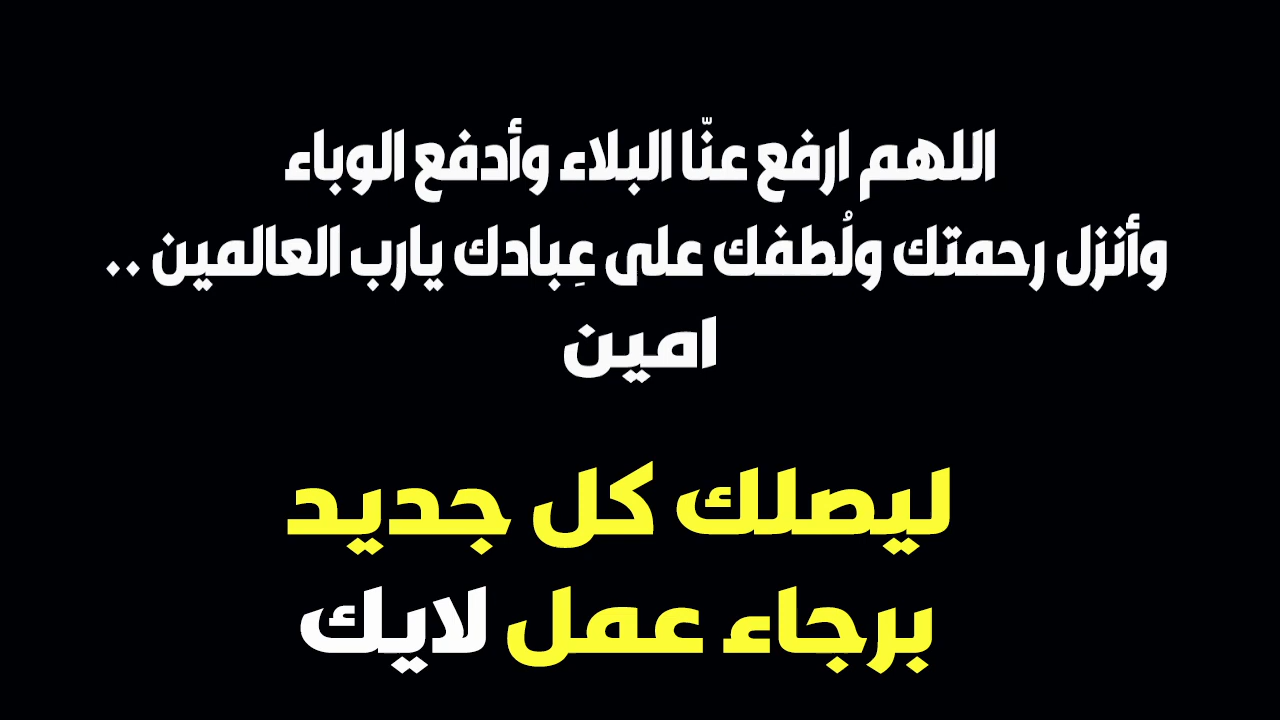 اللهم ارفع عنّا البلاء وأدفع الوباء
وأنزل رحمتك ولُطفك على عِبادك يارب العالمين ..
امين
ليصلك كل جديد
برجاء عمل لايك